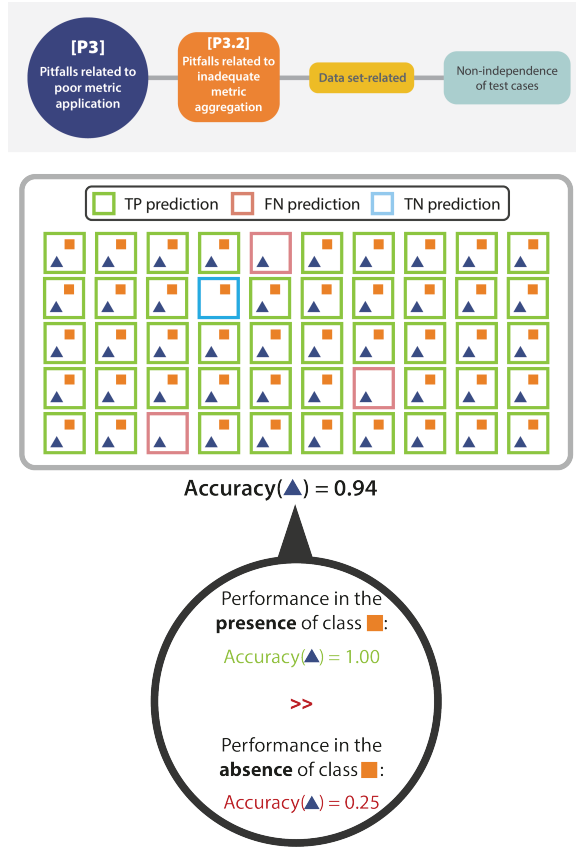 [P3]
Pitfalls related to
poor metric
application
[P3.2]
Pitfalls related to
inadequate
metric
aggregation
Data set-related
Non-independence
of test cases
TP prediction
FN prediction
TN prediction
Accuracy(▲) = 0.94
Performance in the
presence of class ■:
Accuracy(▲) = 1.00
>>
Performance in the
absence of class ■:
Accuracy(▲) = 0.25